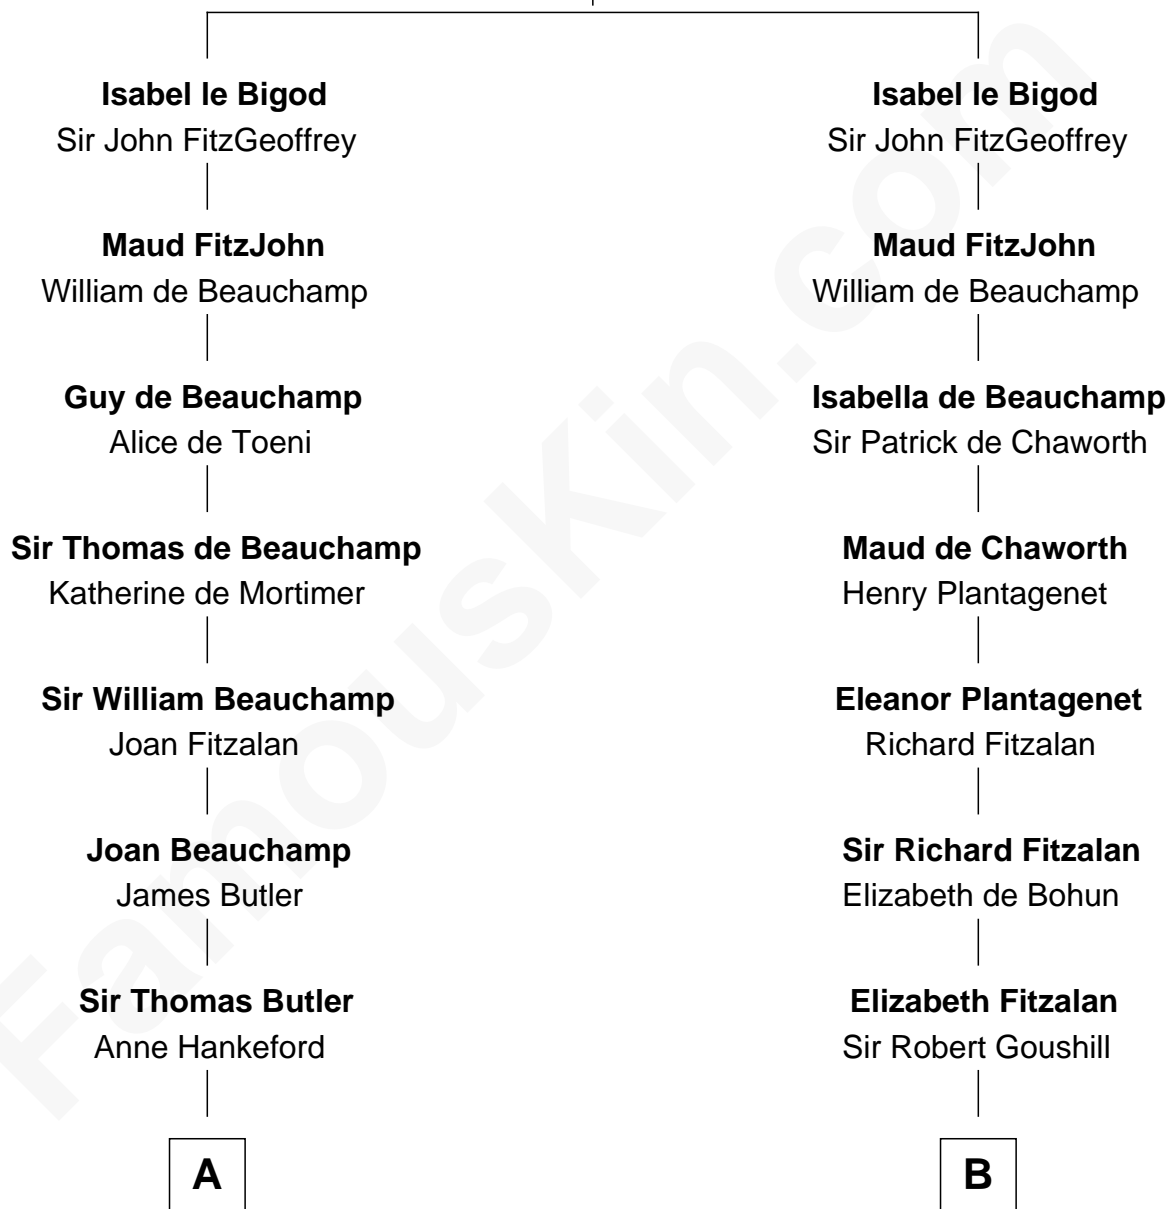 Isabel le Bigod
Sir John FitzGeoffrey
Maud FitzJohn
William de Beauchamp
Guy de Beauchamp
Alice de Toeni
Sir Thomas de Beauchamp
Katherine de Mortimer
Sir William Beauchamp
Joan Fitzalan
Joan Beauchamp
James Butler
Sir Thomas Butler
Anne Hankeford
A
Isabel le Bigod
Sir John FitzGeoffrey
Maud FitzJohn
William de Beauchamp
Isabella de Beauchamp
Sir Patrick de Chaworth
Maud de Chaworth
Henry Plantagenet
Eleanor Plantagenet
Richard Fitzalan
Sir Richard Fitzalan
Elizabeth de Bohun
Elizabeth Fitzalan
Sir Robert Goushill
B
FamousKin.com